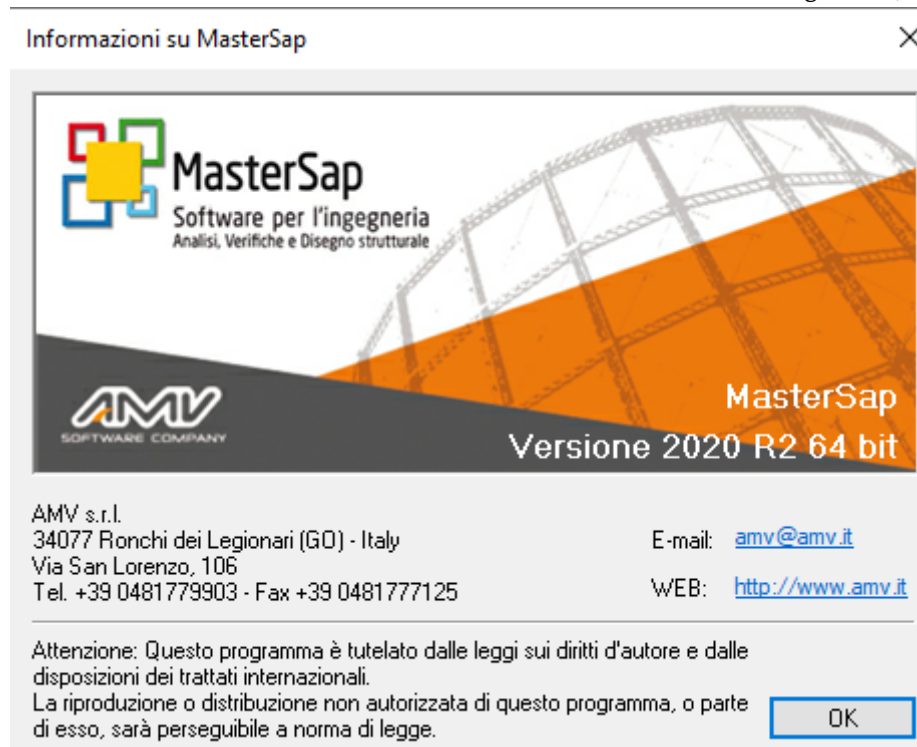 Informazioni su MasterSap
MasterSap
Software per l'ingegneria
Analisi, Verifiche e Disegno strutturale
AMV
SOFTWARE COMPANY
MasterSap
Versione 2020 R2 64 bit
AMV s.r.l.
34077 Ronchi dei Legionari (GO) - Italy
Via San Lorenzo, 106
Tel. +39 0481779903 - Fax +39 0481777125
E-mail: amv@amv.it
WEB: http://www.amv.it
Attenzione: Questo programma è tutelato dalle leggi sui diritti d'autore e dalle
disposizioni dei trattati internazionali.
La riproduzione o distribuzione non autorizzata di questo programma, o parte
di esso, sarà perseguibile a norma di legge.
OK